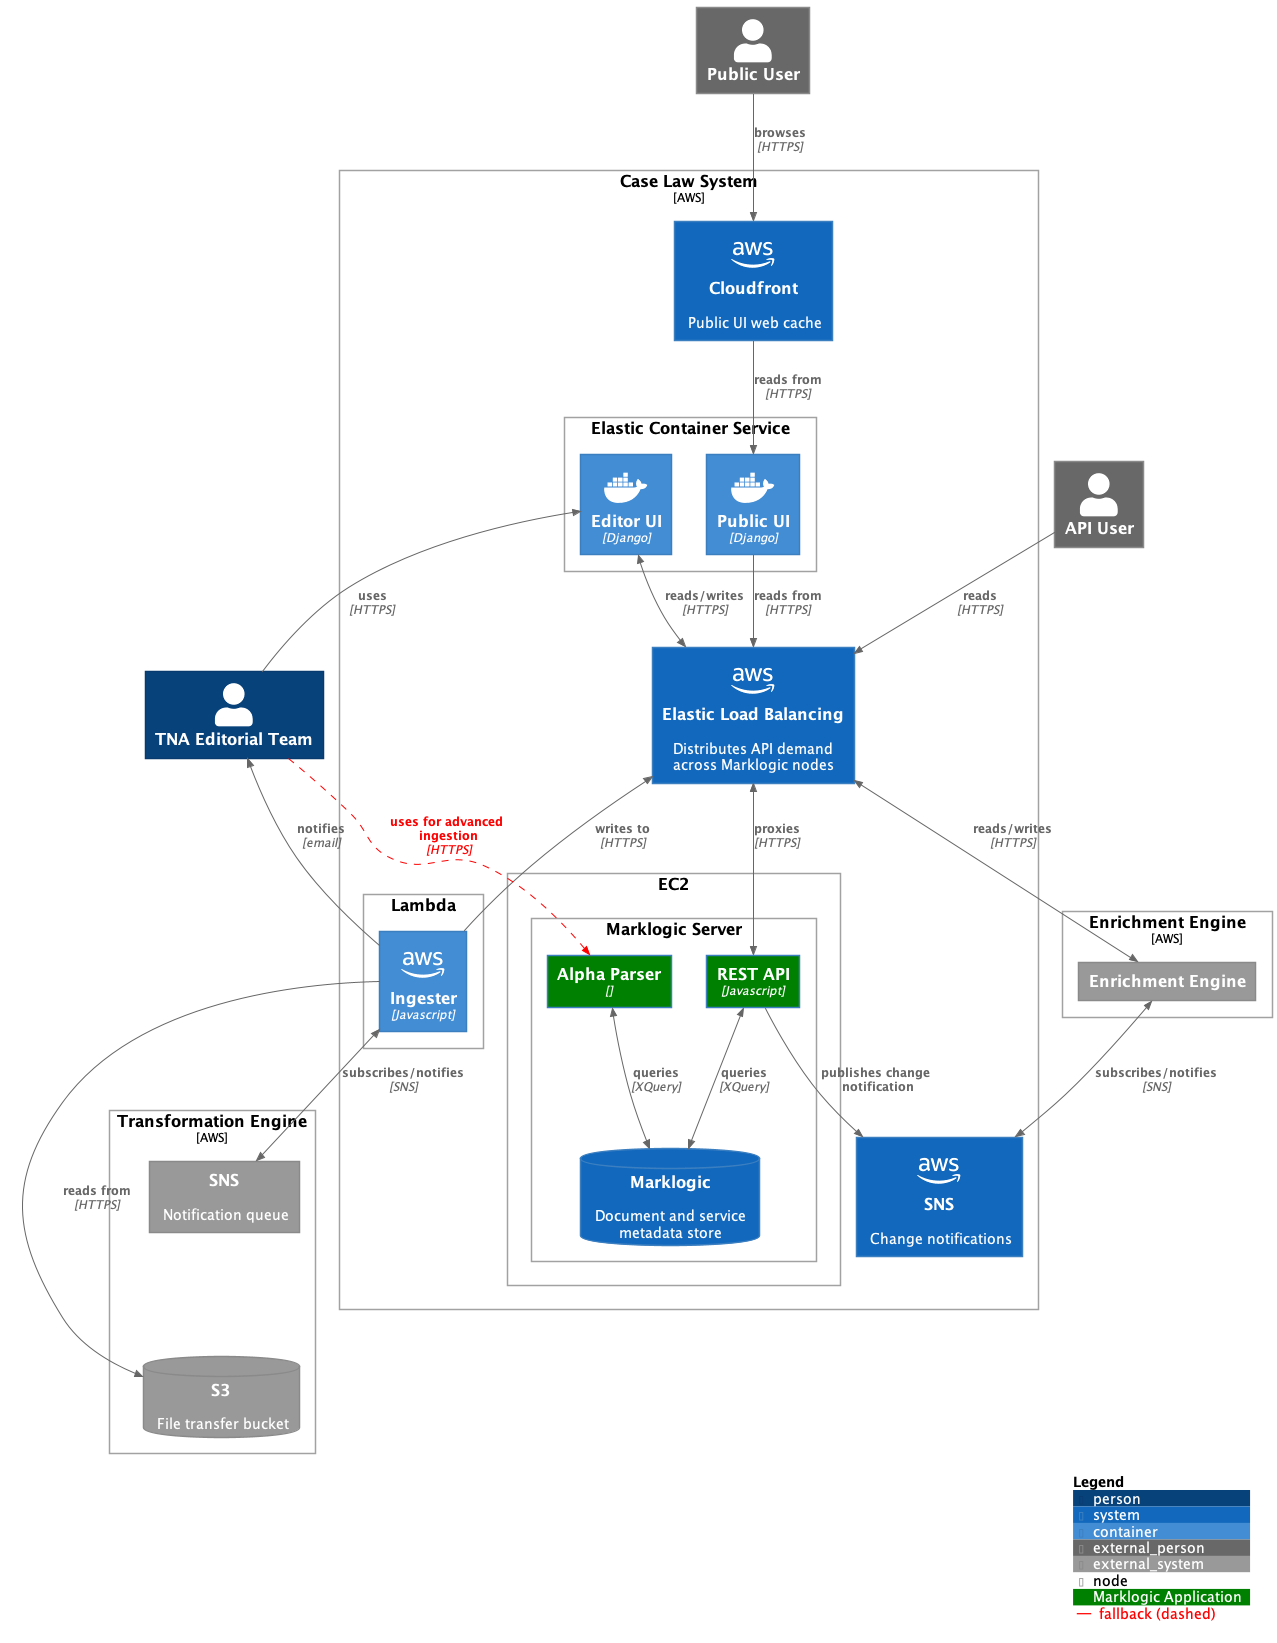 Public User
browses
[HTTPS]
Case Law System
[AWS]
aws
Cloudfront
Public UI web cache
reads from
[HTTPS]
Elastic Container Service
Editor UI
[Django]
Public UI
[Django]
API User
uses
[HTTPS]
reads/writes
[HTTPS]
reads from
[HTTPS]
reads
[HTTPS]
TNA Editorial Team
aws
Elastic Load Balancing
Distributes API demand
across Marklogic nodes
notifies
[email]
uses for advanced
ingestion
[HTTPS]
writes to
[HTTPS]
proxies
[HTTPS]
reads/writes
[HTTPS]
Lambda
aws
Ingester
[Javascript]
EC2
Marklogic Server
Alpha Parser
[]
REST API
[Javascript]
Enrichment Engine
[AWS]
Enrichment Engine
subscribes/notifies
[SNS]
queries
[XQuery]
queries
[XQuery]
publishes change
notification
subscribes/notifies
[SNS]
Transformation Engine
[AWS]
SNS
Notification queue
reads from
[HTTPS]
Marklogic
Document and service
metadata store
aws
SNS
Change notifications
S3
File transfer bucket
Legend
person
system
container
external_person
external_system
node
Marklogic Application
fallback (dashed)